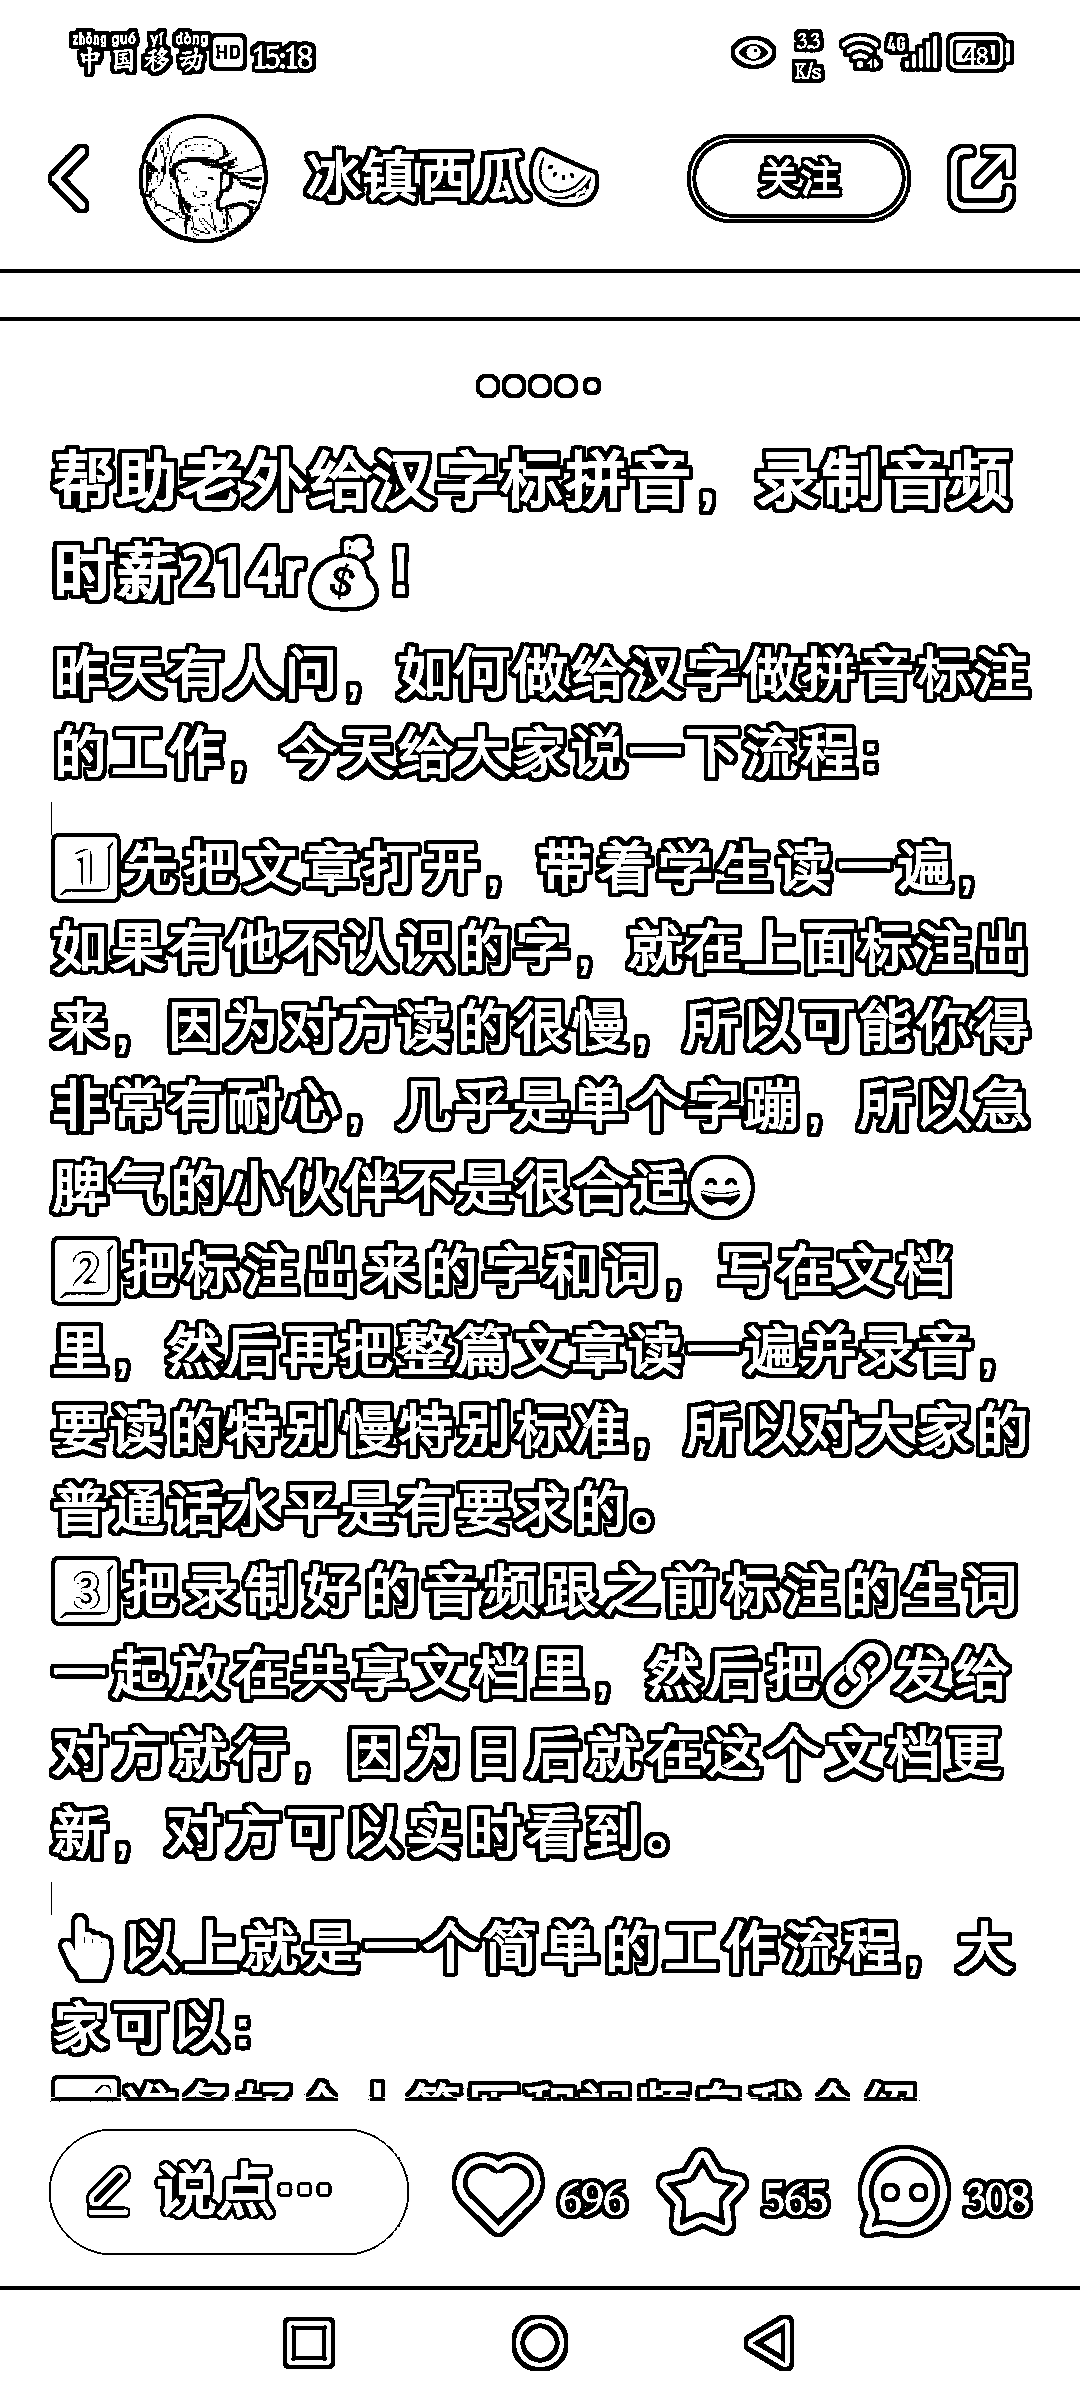 zhōng guó yí dòng
中国移动 HD 15:18 33 K/s 4G 48
冰镇西瓜🍉 关注
帮助老外给汉字标拼音，录制音频
时薪214r💰！
昨天有人问，如何做给汉字做拼音标注
的工作，今天给大家说一下流程：
1️⃣先把文章打开，带着学生读一遍，
如果有他不认识的字，就在上面标注出
来，因为对方读的很慢，所以可能你得
非常有耐心，几乎是单个字蹦，所以急
脾气的小伙伴不是很合适😄
2️⃣把标注出来的字和词，写在文档
里，然后再把整篇文章读一遍并录音，
要读的特别慢特别标准，所以对大家的
普通话水平是有要求的。
3️⃣把录制好的音频跟之前标注的生词
一起放在共享文档里，然后把🔗发给
对方就行，因为日后就在这个文档更
新，对方可以实时看到。
👆以上就是一个简单的工作流程，大
家可以：
说点… 696 565 308